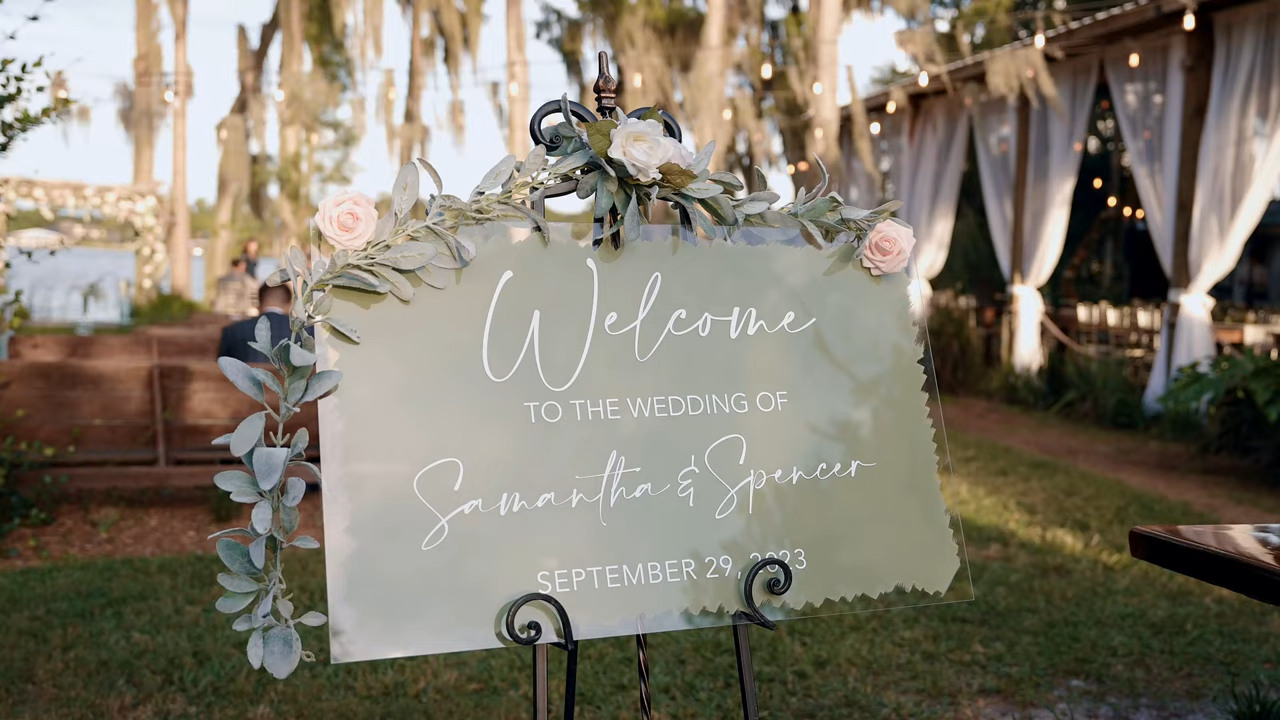 Welcome
TO THE WEDDING OF
Samantha & Spencer
SEPTEMBER 29, 2023